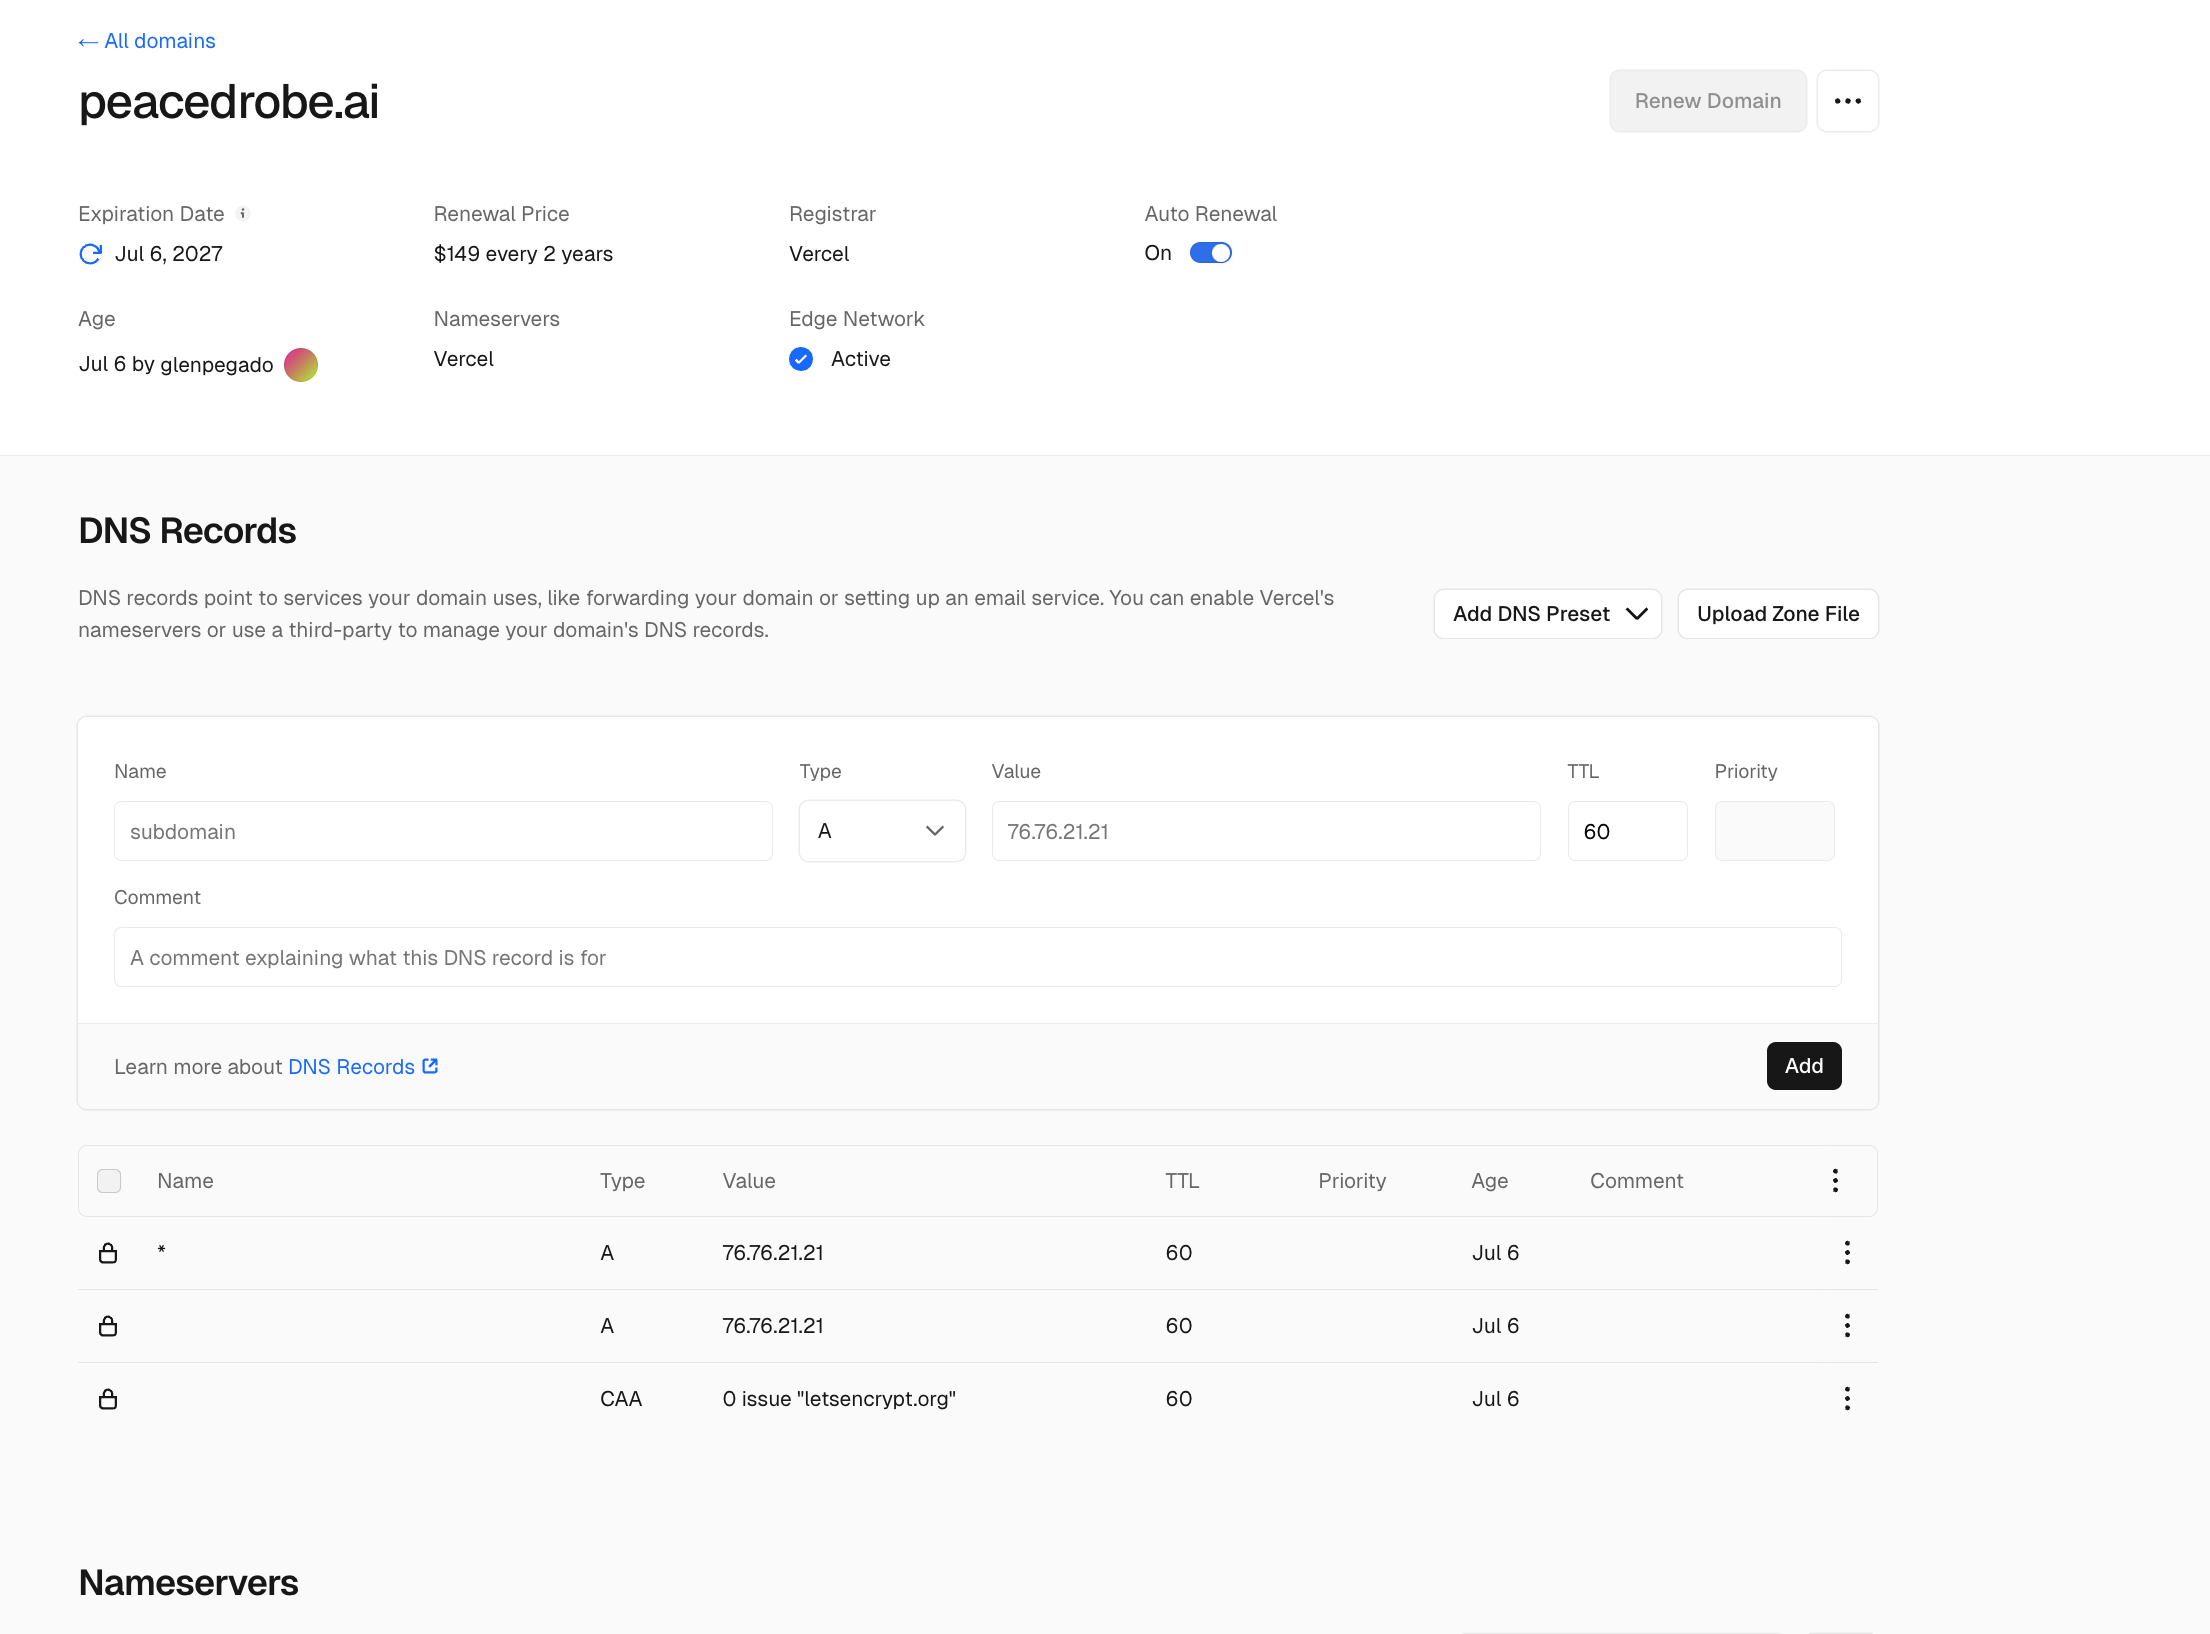 ← All domains
peacedrobe.ai
Renew Domain
Expiration Date
Renewal Price
Registrar
Auto Renewal
Jul 6, 2027
$149 every 2 years
Vercel
On
Age
Nameservers
Edge Network
Jul 6 by glenpegado
Vercel
Active
DNS Records
DNS records point to services your domain uses, like forwarding your domain or setting up an email service. You can enable Vercel's
nameservers or use a third-party to manage your domain's DNS records.
Add DNS Preset
Upload Zone File
Name Type Value TTL Priority
subdomain A 76.76.21.21 60
Comment
A comment explaining what this DNS record is for
Learn more about DNS Records
Add
Name Type Value TTL Priority Age Comment
* A 76.76.21.21 60 Jul 6
A 76.76.21.21 60 Jul 6
CAA 0 issue "letsencrypt.org" 60 Jul 6
Nameservers